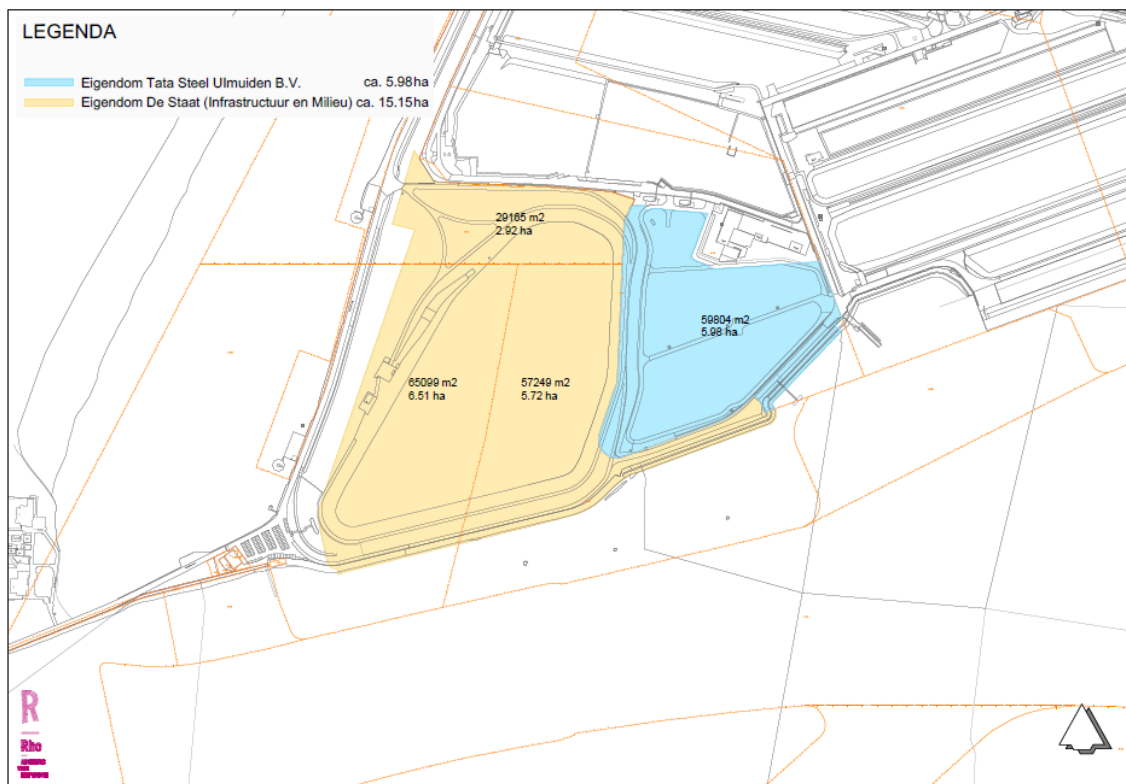 LEGENDA
Eigendom Tata Steel Ulmuiden B.V. ca. 5.98ha
Eigendom De Staat (Infrastructuur en Milieu) ca. 15.15ha
29165 m2
2.92 ha
59804 m2
5.98 ha
65099 m2
6.51 ha
57249 m2
5.72 ha
R
Rho